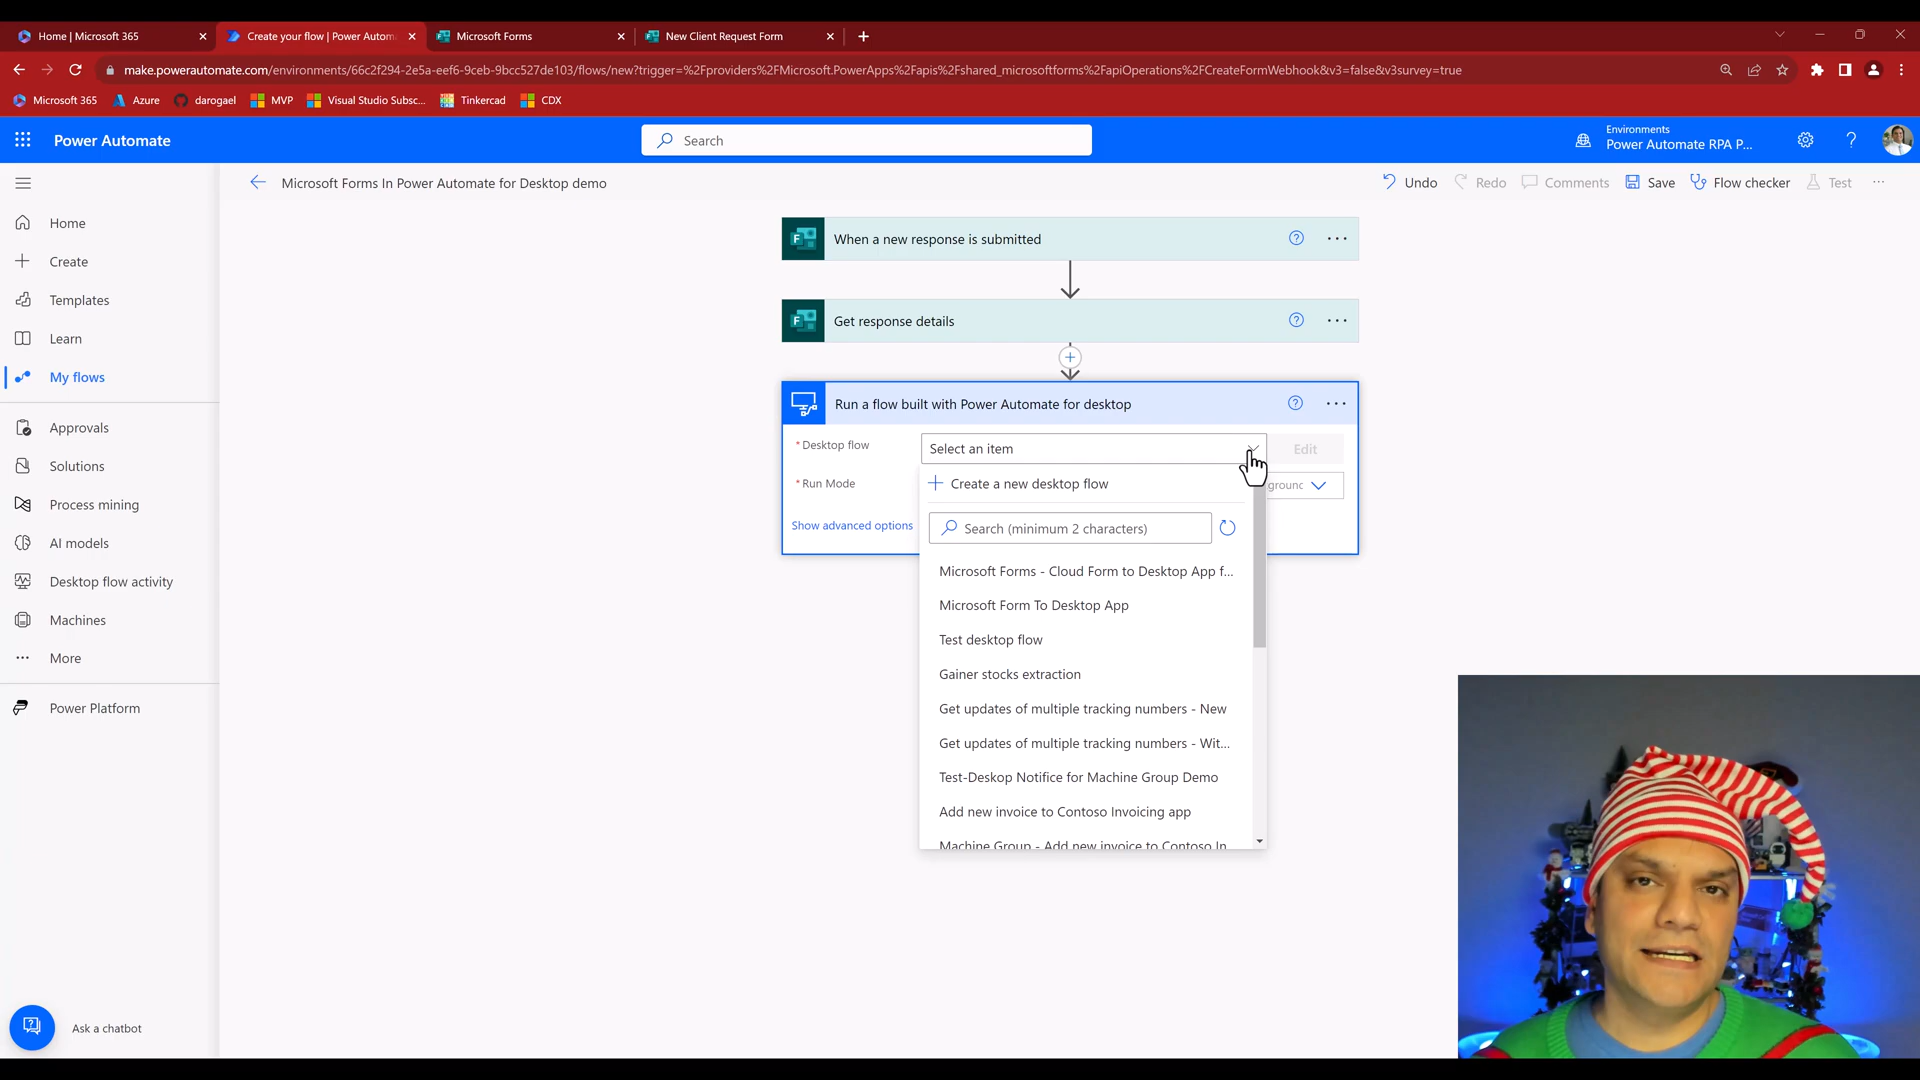 Home | Microsoft 365
Create your flow | Power Autom
Microsoft Forms
New Client Request Form
make.powerautomate.com/environments/66c2f294-2e5a-eef6-9ceb-9bcc527de103/flows/new?trigger=%2Fproviders%2FMicrosoft.PowerApps%2Fapis%2Fshared_microsoftforms%2FapiOperations%2FCreateFormWebhook&v3=false&v3survey=true
Microsoft 365
Azure
darogael
MVP
Visual Studio Subsc...
Tinkercad
CDX
Power Automate
Search
Environments
Power Automate RPA P...
Microsoft Forms In Power Automate for Desktop demo
Undo
Redo
Comments
Save
Flow checker
Test
Home
Create
Templates
Learn
My flows
Approvals
Solutions
Process mining
AI models
Desktop flow activity
Machines
More
Power Platform
Ask a chatbot
When a new response is submitted
Get response details
Run a flow built with Power Automate for desktop
* Desktop flow
Select an item
Edit
* Run Mode
Show advanced options
Create a new desktop flow
Search (minimum 2 characters)
Microsoft Forms - Cloud Form to Desktop App f...
Microsoft Form To Desktop App
Test desktop flow
Gainer stocks extraction
Get updates of multiple tracking numbers - New
Get updates of multiple tracking numbers - Wit...
Test-Deskop Notifice for Machine Group Demo
Add new invoice to Contoso Invoicing app
Machine Group - Add new invoice to Contoso In